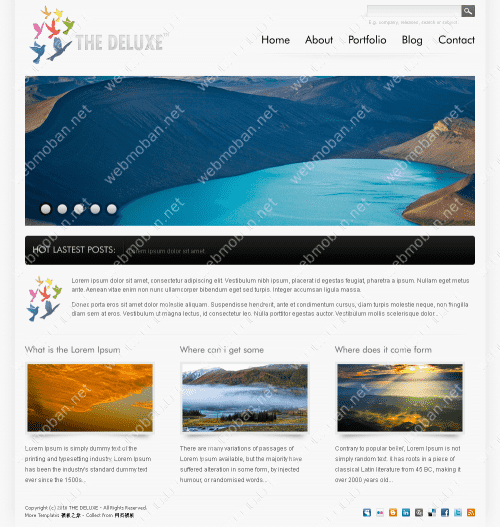 THE DELUXE
E.g. company, relations, events or subject.
Home About Portfolio Blog Contact
webmoban.net
HOT LASTEST POSTS: Lorem ipsum dolor sit amet
Lorem ipsum dolor sit amet, consectetur adipiscing elit. Vestibulum nibh ipsum, placerat id egestas feugiat, pharetra a ipsum. Nullam eget metus
ante. Aenean vitae enim non nunc ullamcorper bibendum eget sed turpis. Integer accumsan ligula massa.
Donec porta eros sit amet dolor molestie aliquam. Suspendisse hendrerit, ante et condimentum cursus, diam turpis molestie neque, non fringilla
diam sem at eros. Vestibulum ut magna lectus, id consectetur leo. Nulla porttitor egestas auctor. Vestibulum mollis scelerisque dolor...
What is the Lorem Ipsum
Where can i get some
Where does it come form
Lorem Ipsum is simply dummy text of the
printing and typesetting industry. Lorem Ipsum
has been the industry's standard dummy text
ever since the 1500s...
There are many variations of passages of
Lorem Ipsum available, but the majority have
suffered alteration in some form, by injected
humour, or randomised words...
Contrary to popular belief, Lorem Ipsum is not
simply random text. It has roots in a piece of
classical Latin literature from 45 BC, making it
over 2000 years old...
Copyright (c) 2010 THE DELUXE - All Rights Reserved.
More Templates 模板之家 - Collect from 网页模板